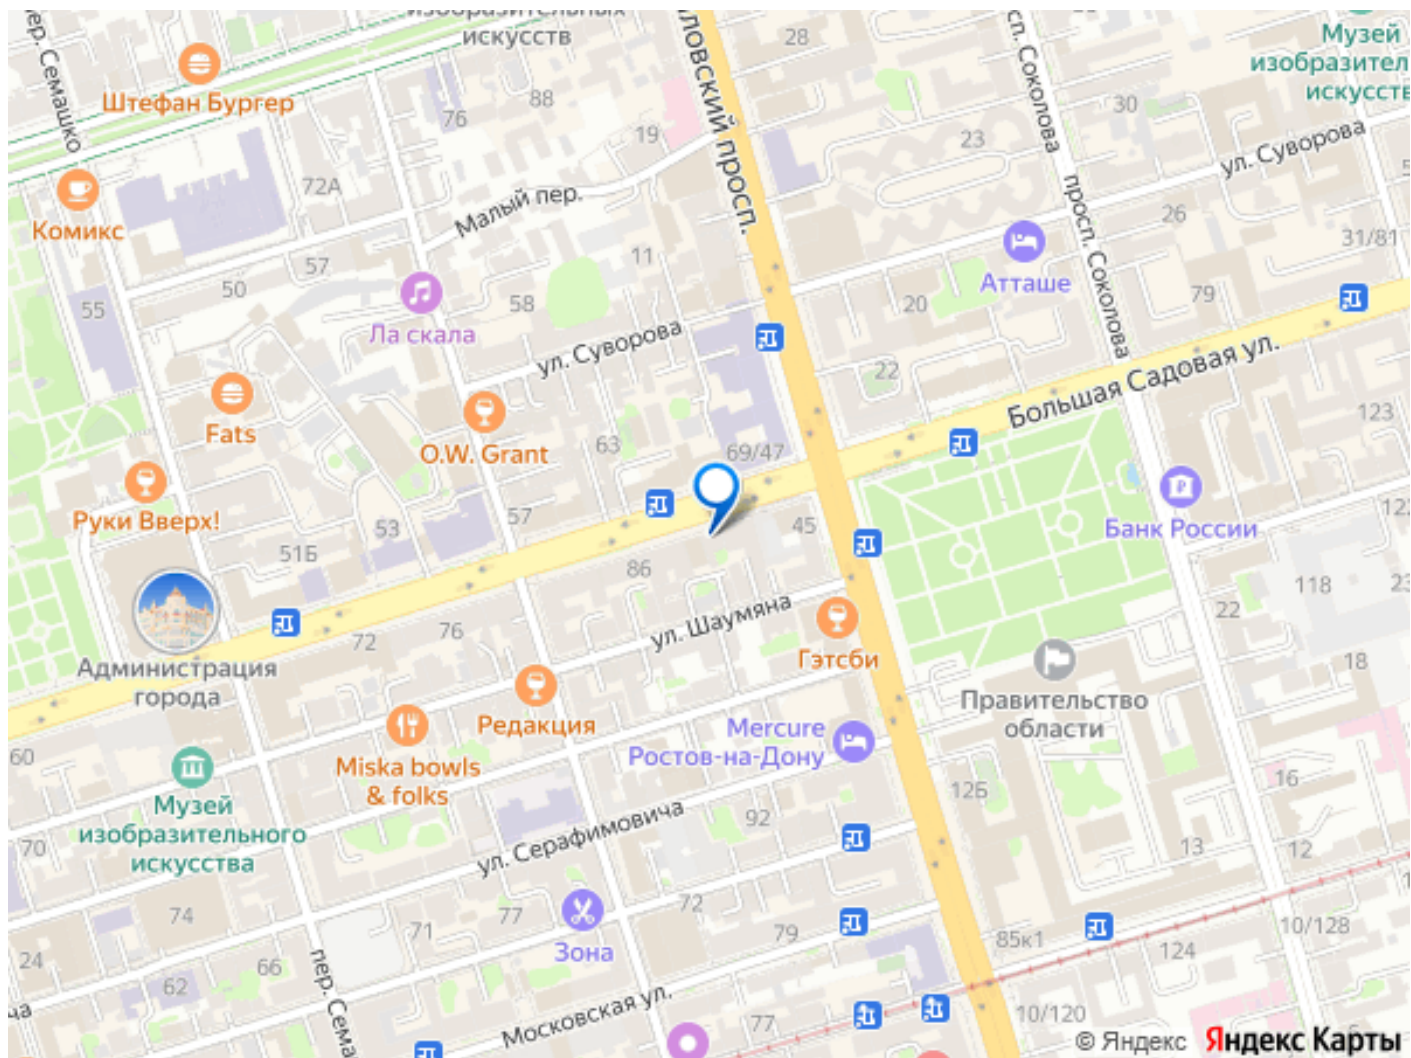 изобразительных
искусств
Штефан Бургер
пер. Семашко
Комикс
72А
76
88
19
28
Малый пер.
ловский просп.
сп. Соколова
просп. Соколова
30
23
Музей
изобразител
искусств
ул. Суворова
26
31/81
55
50
57
58
11
Ла скала
Атташе
20
79
22
ул. Суворова
Большая Садовая ул.
Fats
O.W. Grant
63
69/47
123
Руки Вверх!
53
57
51Б
45
86
Банк России
122
118
23
22
72
76
ул. Шаумяна
Гэтсби
Администрация
города
Редакция
Правительство
области
18
60
Mercure
Ростов-на-Дону
Музей
изобразительного
искусства
Miska bowls
& folks
125
16
92
ул. Серафимовича
70
13
12
74
71
77
72
79
Зона
85к1
124
10/128
24
66
62
пер. Сема
Московская ул.
77
10/120
© Яндекс
Яндекс Карты